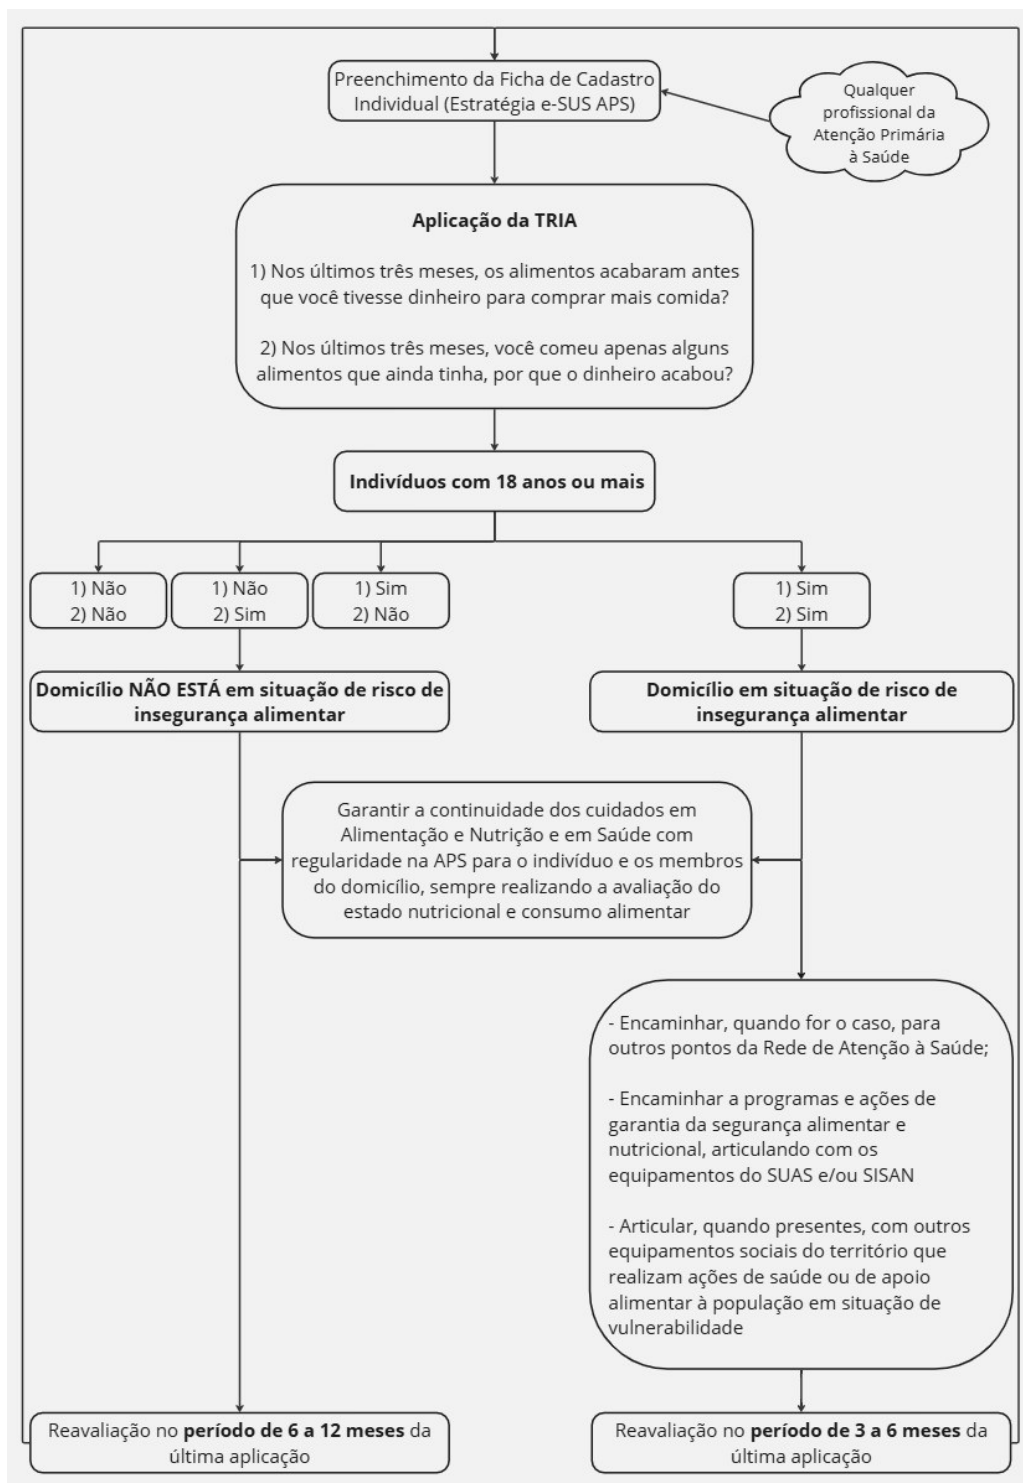 Preenchimento da Ficha de Cadastro
Individual (Estratégia e-SUS APS)
Qualquer
profissional da
Atenção Primária
à Saúde
Aplicação da TRIA
1) Nos últimos três meses, os alimentos acabaram antes
que você tivesse dinheiro para comprar mais comida?
2) Nos últimos três meses, você comeu apenas alguns
alimentos que ainda tinha, por que o dinheiro acabou?
Indivíduos com 18 anos ou mais
1) Não
2) Não
1) Não
2) Sim
1) Sim
2) Não
1) Sim
2) Sim
Domicílio NÃO ESTÁ em situação de risco de
insegurança alimentar
Domicílio em situação de risco de
insegurança alimentar
Garantir a continuidade dos cuidados em
Alimentação e Nutrição e em Saúde com
regularidade na APS para o indivíduo e os membros
do domicílio, sempre realizando a avaliação do
estado nutricional e consumo alimentar
- Encaminhar, quando for o caso, para
outros pontos da Rede de Atenção à Saúde;
- Encaminhar a programas e ações de
garantia da segurança alimentar e
nutricional, articulando com os
equipamentos do SUAS e/ou SISAN
- Articular, quando presentes, com outros
equipamentos sociais do território que
realizam ações de saúde ou de apoio
alimentar à população em situação de
vulnerabilidade
Reavaliação no período de 6 a 12 meses da
última aplicação
Reavaliação no período de 3 a 6 meses da
última aplicação